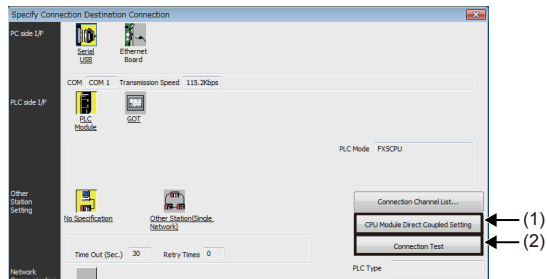 Specify Connection Destination Connection
PC side I/F
Serial
USB
Ethernet
Board
COM COM 1 Transmission Speed 115.2Kbps
PLC side I/F
PLC
Module
GOT
PLC Mode FX5CPU
Other
Station
Setting
No Specification
Other Station(Single
Network)
Connection Channel List...
CPU Module Direct Coupled Setting (1)
Connection Test (2)
Time Out (Sec.) 30 Retry Times 0
PLC Type
Network